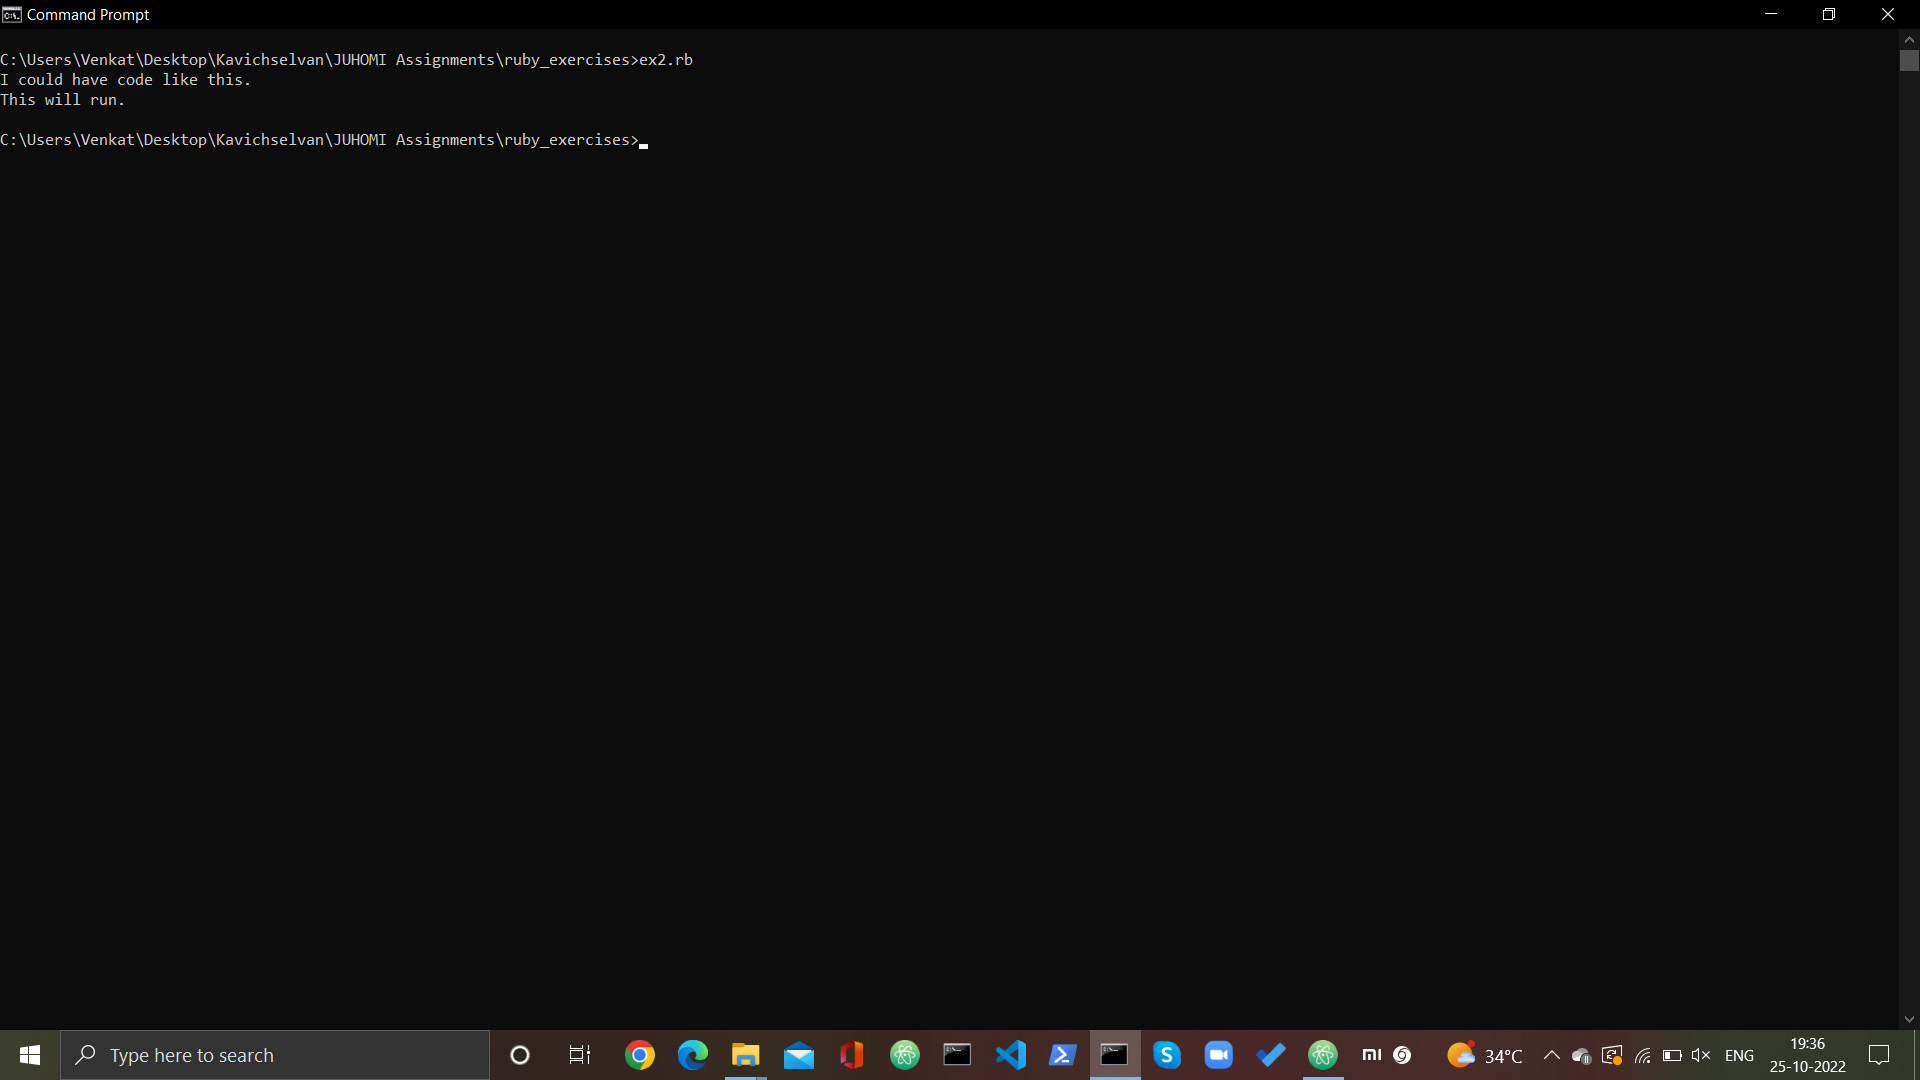 Command Prompt
C:\Users\Venkat\Desktop\Kavichselvan\JUHOMI Assignments\ruby_exercises>ex2.rb
I could have code like this.
This will run.
C:\Users\Venkat\Desktop\Kavichselvan\JUHOMI Assignments\ruby_exercises>
Type here to search
34°C
ENG
19:36
25-10-2022